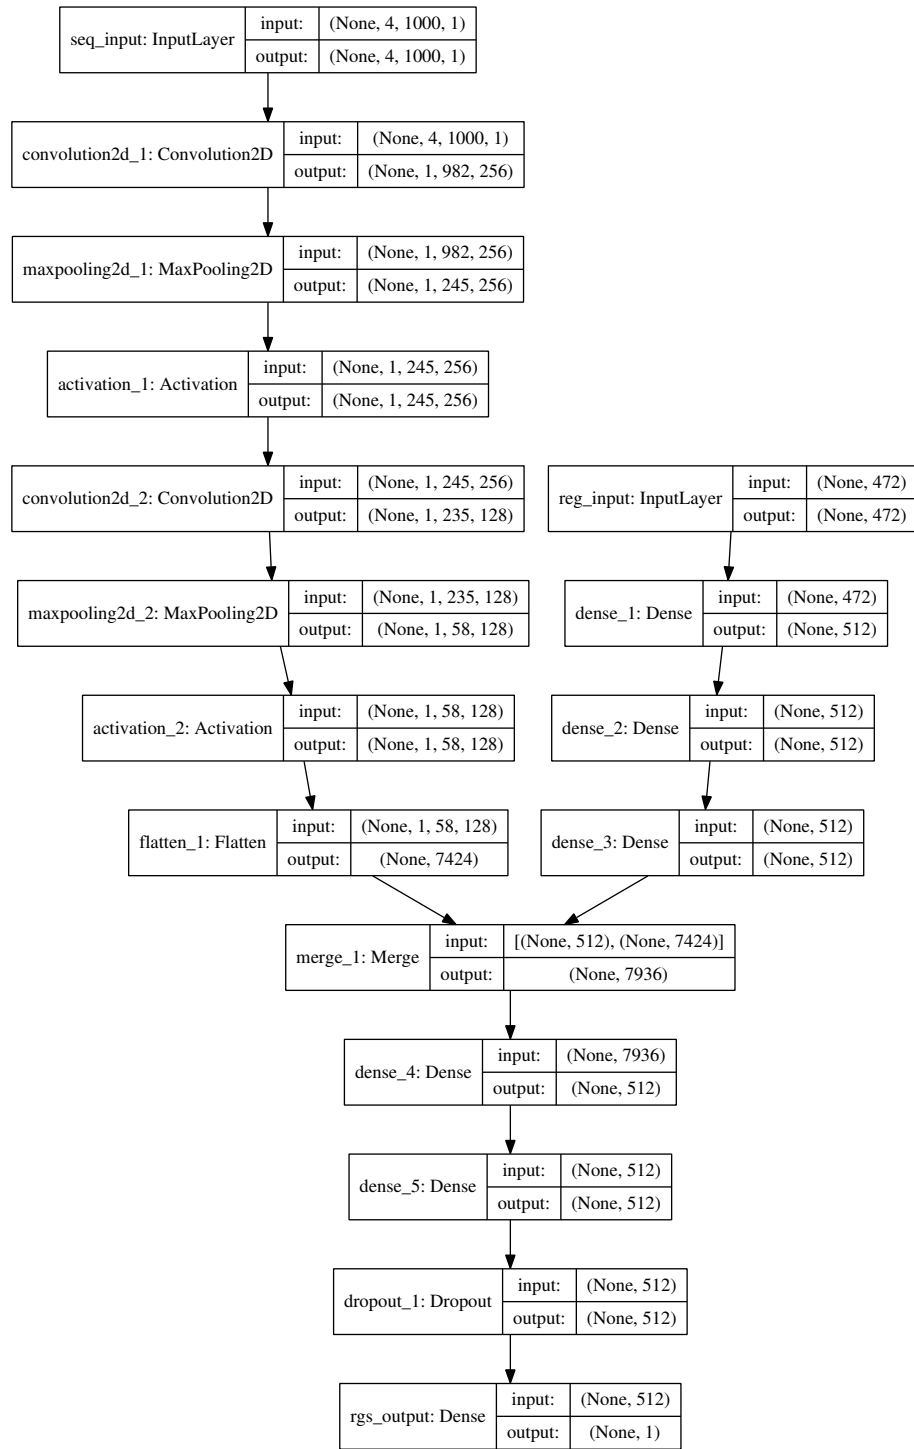 seq_input: InputLayer
input: (None, 4, 1000, 1)
output: (None, 4, 1000, 1)
convolution2d_1: Convolution2D
input: (None, 4, 1000, 1)
output: (None, 1, 982, 256)
maxpooling2d_1: MaxPooling2D
input: (None, 1, 982, 256)
output: (None, 1, 245, 256)
activation_1: Activation
input: (None, 1, 245, 256)
output: (None, 1, 245, 256)
convolution2d_2: Convolution2D
input: (None, 1, 245, 256)
output: (None, 1, 235, 128)
reg_input: InputLayer
input: (None, 472)
output: (None, 472)
maxpooling2d_2: MaxPooling2D
input: (None, 1, 235, 128)
output: (None, 1, 58, 128)
dense_1: Dense
input: (None, 472)
output: (None, 512)
activation_2: Activation
input: (None, 1, 58, 128)
output: (None, 1, 58, 128)
dense_2: Dense
input: (None, 512)
output: (None, 512)
flatten_1: Flatten
input: (None, 1, 58, 128)
output: (None, 7424)
dense_3: Dense
input: (None, 512)
output: (None, 512)
merge_1: Merge
input: [(None, 512), (None, 7424)]
output: (None, 7936)
dense_4: Dense
input: (None, 7936)
output: (None, 512)
dense_5: Dense
input: (None, 512)
output: (None, 512)
dropout_1: Dropout
input: (None, 512)
output: (None, 512)
rgs_output: Dense
input: (None, 512)
output: (None, 1)